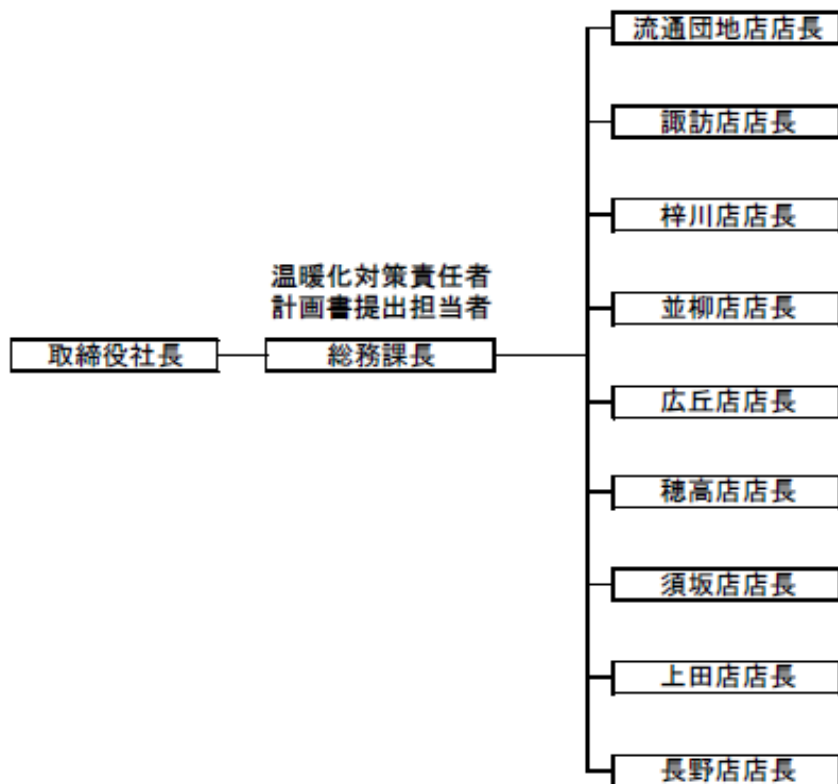 取締役社長
温暖化対策責任者
計画書提出担当者
総務課長
流通団地店店長
諏訪店店長
梓川店店長
並柳店店長
広丘店店長
穂高店店長
須坂店店長
上田店店長
長野店店長